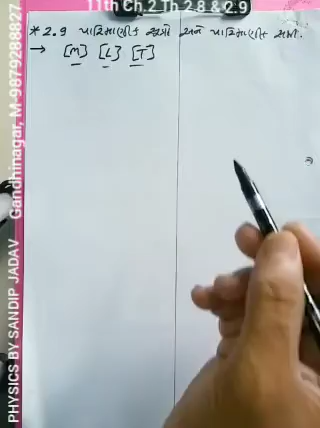 11th Ch.2 Th 2.8 & 2.9
* 2.9 પારિમાણીક સૂત્રો અને પારિમાણીક સમી.
→ [M] [L] [T]
PHYSICS BY SANDIP JADAV Gandhinagar, M-9879288827